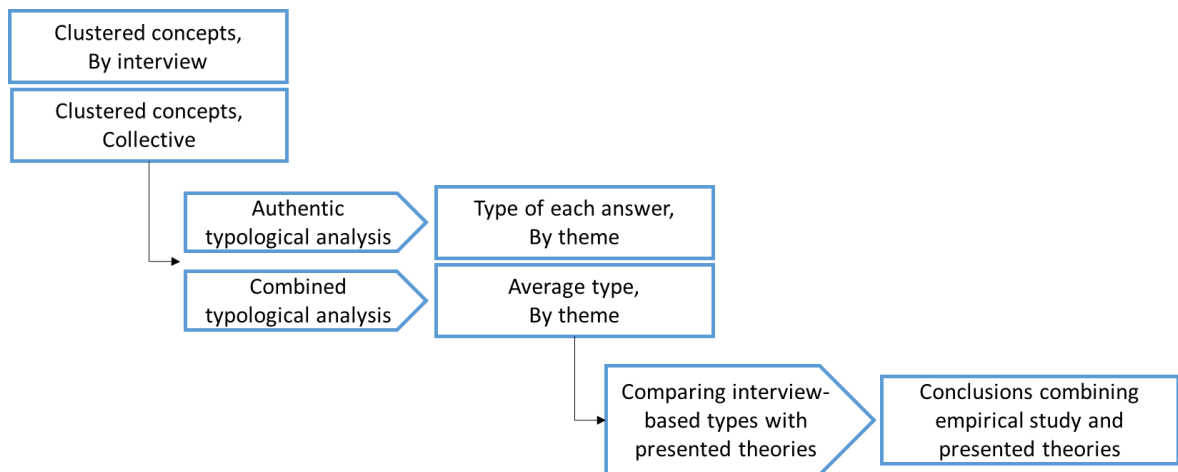 Clustered concepts,
By interview
Clustered concepts,
Collective
Authentic
typological analysis
Type of each answer,
By theme
Combined
typological analysis
Average type,
By theme
Comparing interview-
based types with
presented theories
Conclusions combining
empirical study and
presented theories